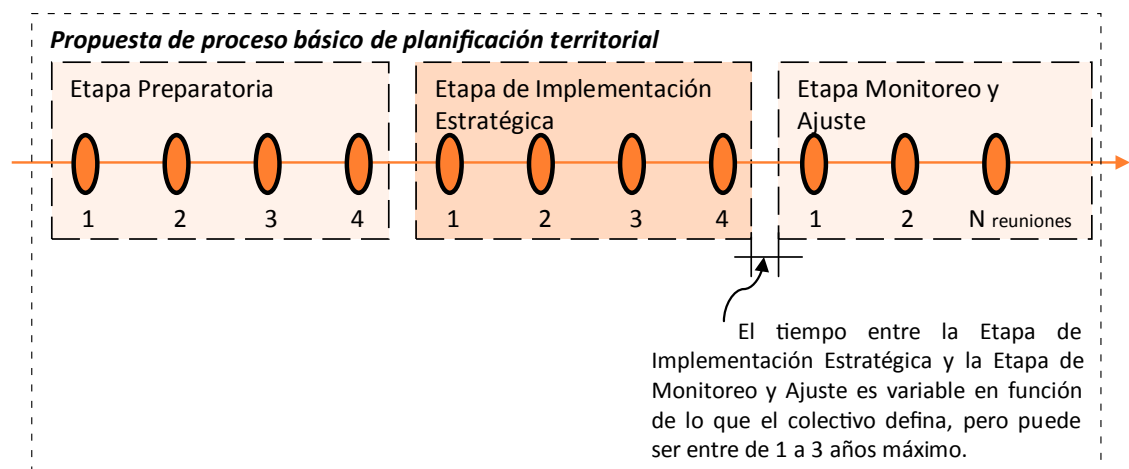 Propuesta de proceso básico de planificación territorial
Etapa Preparatoria
1 2 3 4
Etapa de Implementación
Estratégica
1 2 3 4
Etapa Monitoreo y
Ajuste
1 2 N reuniones
El tiempo entre la Etapa de
Implementación Estratégica y la Etapa de
Monitoreo y Ajuste es variable en función
de lo que el colectivo defina, pero puede
ser entre de 1 a 3 años máximo.